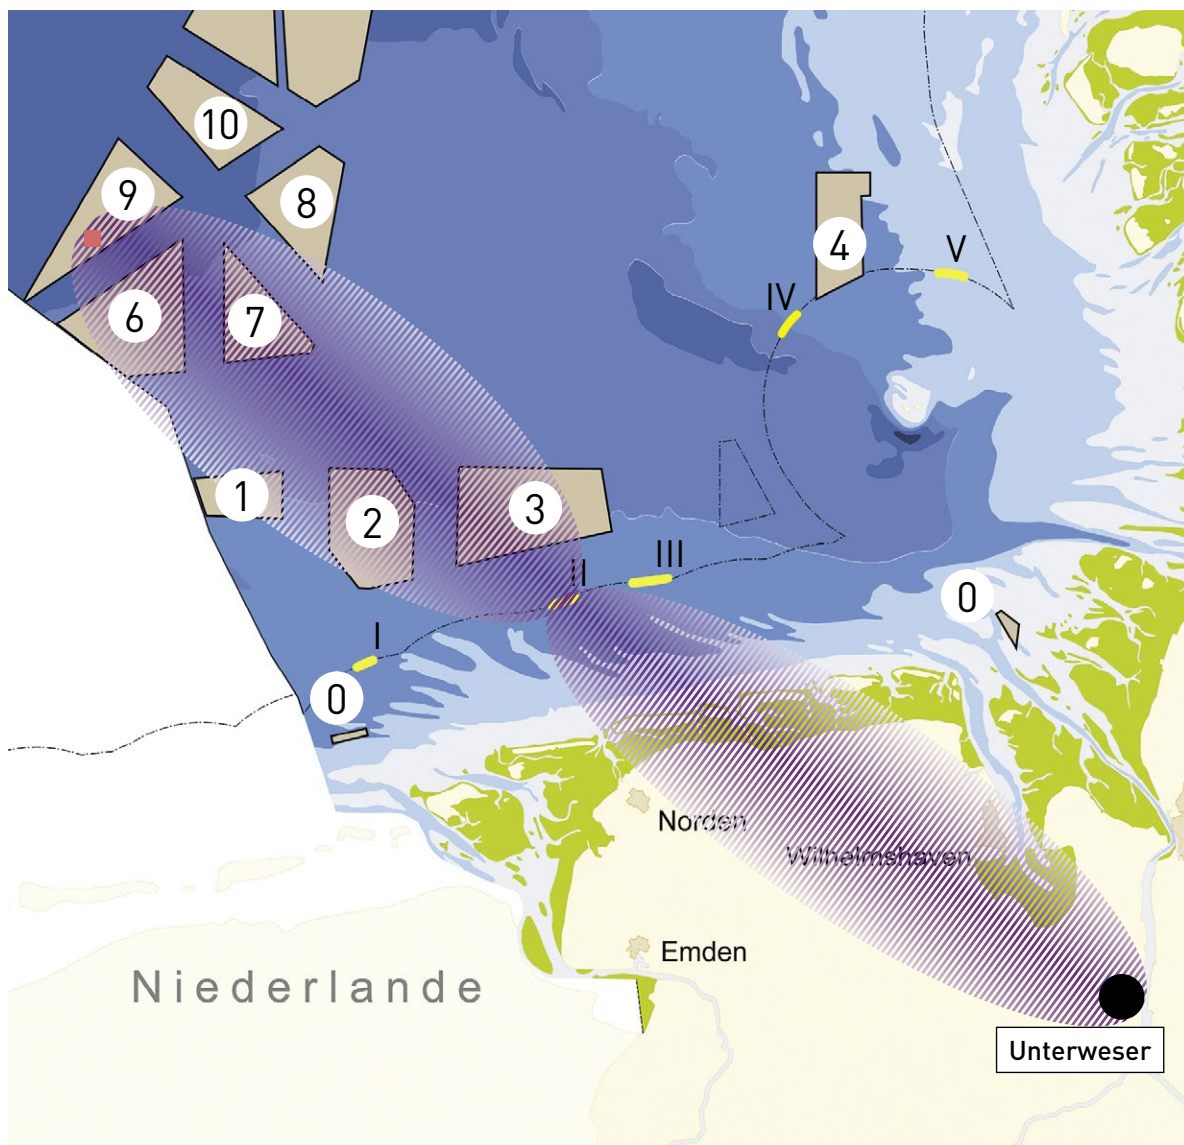 10
9
8
4
V
IV
6
7
1
2
3
III
II
0
I
0
Norden
Wilhelmshaven
Emden
Niederlande
Unterweser